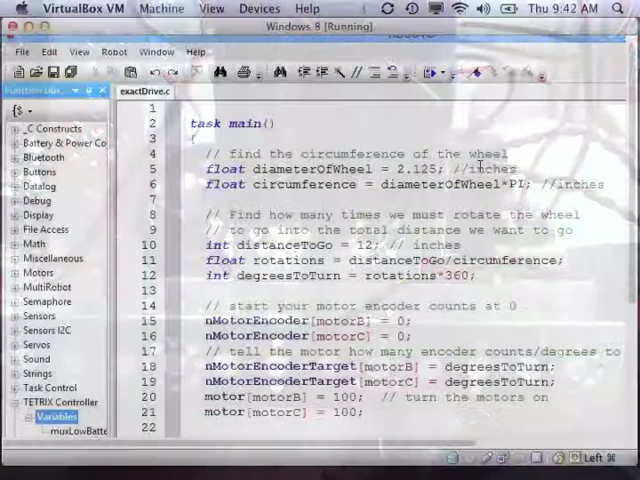 VirtualBox VM Machine View Devices Help Thu 9:42 AM
Windows 8 [Running]
File Edit View Robot Window Help
exactDrive.c
_C Constructs
Battery & Power Co
Bluetooth
Buttons
Datalog
Debug
Display
File Access
Math
Miscellaneous
Motors
MultiRobot
Semaphore
Sensors
Sensors I2C
Servos
Sound
Strings
Task Control
TETRIX Controller
Variables
muxLowBatte
1
2 task main()
3 {
4 // find the circumference of the wheel
5 float diameterOfWheel = 2.125; //inches
6 float circumference = diameterOfWheel*PI; //inches
7
8 // Find how many times we must rotate the wheel
9 // to go into the total distance we want to go
10 int distanceToGo = 12; // inches
11 float rotations = distanceToGo/circumference;
12 int degreesToTurn = rotations*360;
13
14 // start your motor encoder counts at 0
15 nMotorEncoder[motorB] = 0;
16 nMotorEncoder[motorC] = 0;
17 // tell the motor how many encoder counts/degrees to
18 nMotorEncoderTarget[motorB] = degreesToTurn;
19 nMotorEncoderTarget[motorC] = degreesToTurn;
20 motor[motorB] = 100; // turn the motors on
21 motor[motorC] = 100;
22
Left ⌘